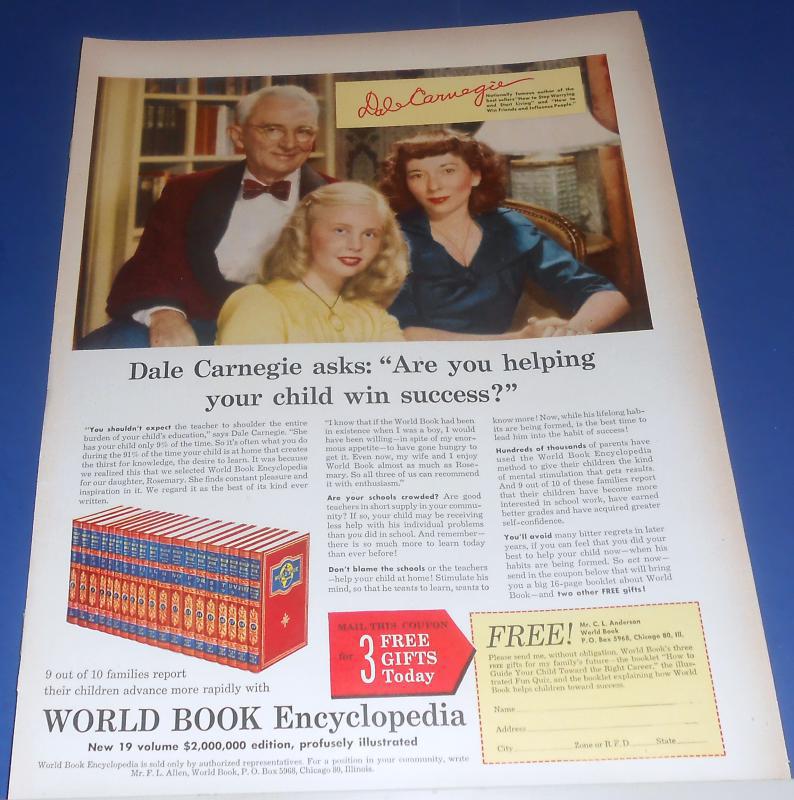 Dale Carnegie
Nationally famous author of the
best sellers "How to Stop Worrying
and Start Living" and "How to
Win Friends and Influence People."
Dale Carnegie asks: "Are you helping
your child win success?"
"You shouldn't expect the teacher to shoulder the entire
burden of your child's education," says Dale Carnegie. "She
has your child only 9% of the time. So it's often what you do
during the 91% of the time your child is at home that creates
the thirst for knowledge, the desire to learn. It was because
we realized this that we selected World Book Encyclopedia
for our daughter, Rosemary. She finds constant pleasure and
inspiration in it. We regard it as the best of its kind ever
written.
"I know that if the World Book had been
in existence when I was a boy, I would
have been willing—in spite of my enor-
mous appetite—to have gone hungry to
get it. Even now, my wife and I enjoy
World Book almost as much as Rose-
mary. So all three of us can recommend
it with enthusiasm."
Are your schools crowded? Are good
teachers in short supply in your commu-
nity? If so, your child may be receiving
less help with his individual problems
than you did in school. And remember—
there is so much more to learn today
than ever before!
Don't blame the schools or the teachers
—help your child at home! Stimulate his
mind, so that he wants to learn, wants to
know more! Now, while his lifelong hab-
its are being formed, is the best time to
lead him into the habit of success!
Hundreds of thousands of parents have
used the World Book Encyclopedia
method to give their children the kind
of mental stimulation that gets results.
And 9 out of 10 of these families report
that their children have become more
interested in school work, have earned
better grades and have acquired greater
self-confidence.
You'll avoid many bitter regrets in later
years, if you can feel that you did your
best to help your child now—when his
habits are being formed. So act now—
send in the coupon below that will bring
you a big 16-page booklet about World
Book—and two other FREE gifts!
9 out of 10 families report
their children advance more rapidly with
WORLD BOOK Encyclopedia
New 19 volume $2,000,000 edition, profusely illustrated
World Book Encyclopedia is sold only by authorized representatives. For a position in your community, write
Mr. F. L. Allen, World Book, P. O. Box 5968, Chicago 80, Illinois.
MAIL THIS COUPON
for 3 FREE
GIFTS
Today
FREE!
Mr. C. L. Anderson
World Book
P. O. Box 5968, Chicago 80, Ill.
Please send me, without obligation, World Book's three
FREE gifts for my family's future—the booklet "How to
Guide Your Child Toward the Right Career," the illus-
trated Fun Quiz, and the booklet explaining how World
Book helps children toward success.
Name
Address
City Zone or R.F.D. State